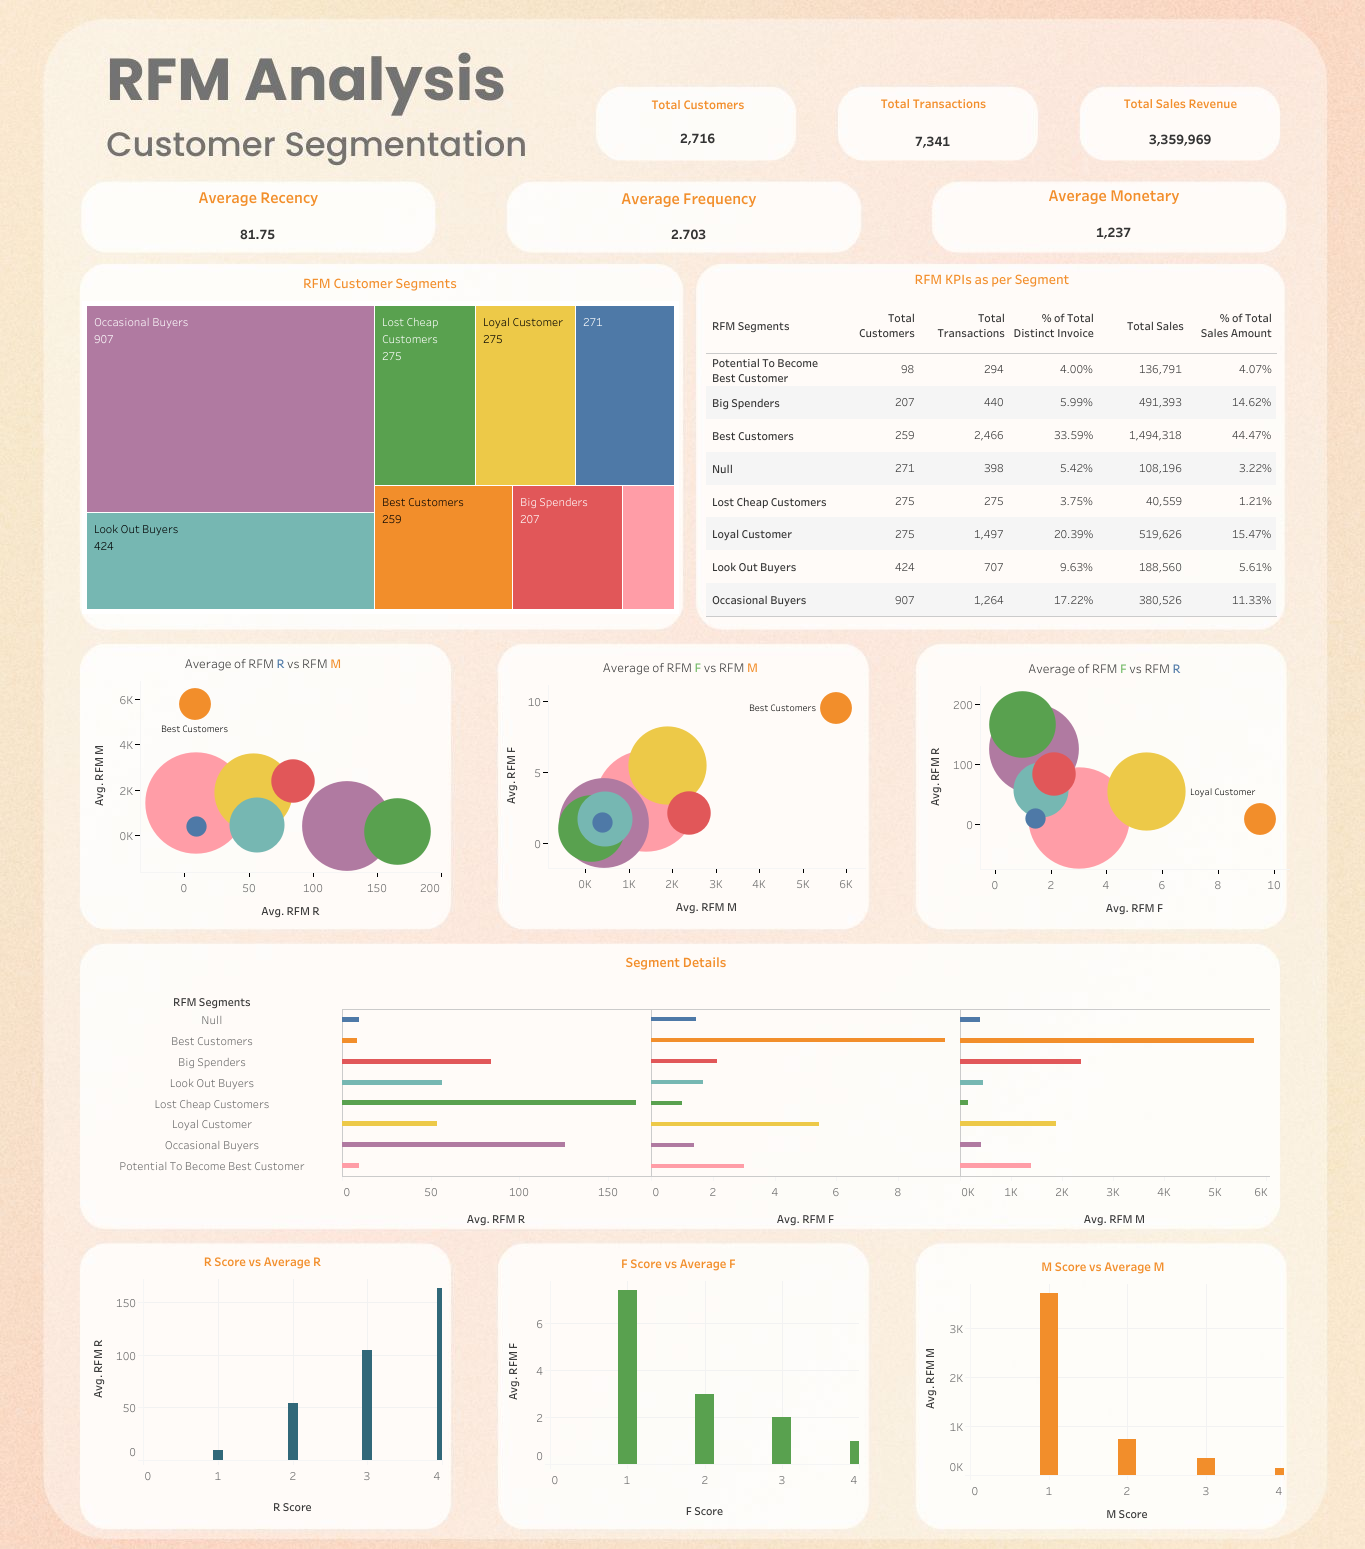 RFM Analysis
Customer Segmentation
Total Customers
2,716
Total Transactions
7,341
Total Sales Revenue
3,359,969
Average Recency
81.75
Average Frequency
2.703
Average Monetary
1,237
RFM Customer Segments
Occasional Buyers
907
Lost Cheap
Customers
275
Loyal Customer
275
271
Look Out Buyers
424
Best Customers
259
Big Spenders
207
RFM KPIs as per Segment
RFM Segments Total Customers Total Transactions % of Total Distinct Invoice Total Sales % of Total Sales Amount
Potential To Become Best Customer 98 294 4.00% 136,791 4.07%
Big Spenders 207 440 5.99% 491,393 14.62%
Best Customers 259 2,466 33.59% 1,494,318 44.47%
Null 271 398 5.42% 108,196 3.22%
Lost Cheap Customers 275 275 3.75% 40,559 1.21%
Loyal Customer 275 1,497 20.39% 519,626 15.47%
Look Out Buyers 424 707 9.63% 188,560 5.61%
Occasional Buyers 907 1,264 17.22% 380,526 11.33%
Average of RFM R vs RFM M
Avg. RFM M
6K
4K
2K
0K
Best Customers
0 50 100 150 200
Avg. RFM R
Average of RFM F vs RFM M
Avg. RFM F
10
5
0
Best Customers
0K 1K 2K 3K 4K 5K 6K
Avg. RFM M
Average of RFM F vs RFM R
Avg. RFM R
200
100
0
Loyal Customer
0 2 4 6 8 10
Avg. RFM F
Segment Details
RFM Segments
Null
Best Customers
Big Spenders
Look Out Buyers
Lost Cheap Customers
Loyal Customer
Occasional Buyers
Potential To Become Best Customer
0 50 100 150 0 2 4 6 8 0K 1K 2K 3K 4K 5K 6K
Avg. RFM R Avg. RFM F Avg. RFM M
R Score vs Average R
Avg. RFM R
150
100
50
0
0 1 2 3 4
R Score
F Score vs Average F
Avg. RFM F
6
4
2
0
0 1 2 3 4
F Score
M Score vs Average M
Avg. RFM M
3K
2K
1K
0K
0 1 2 3 4
M Score